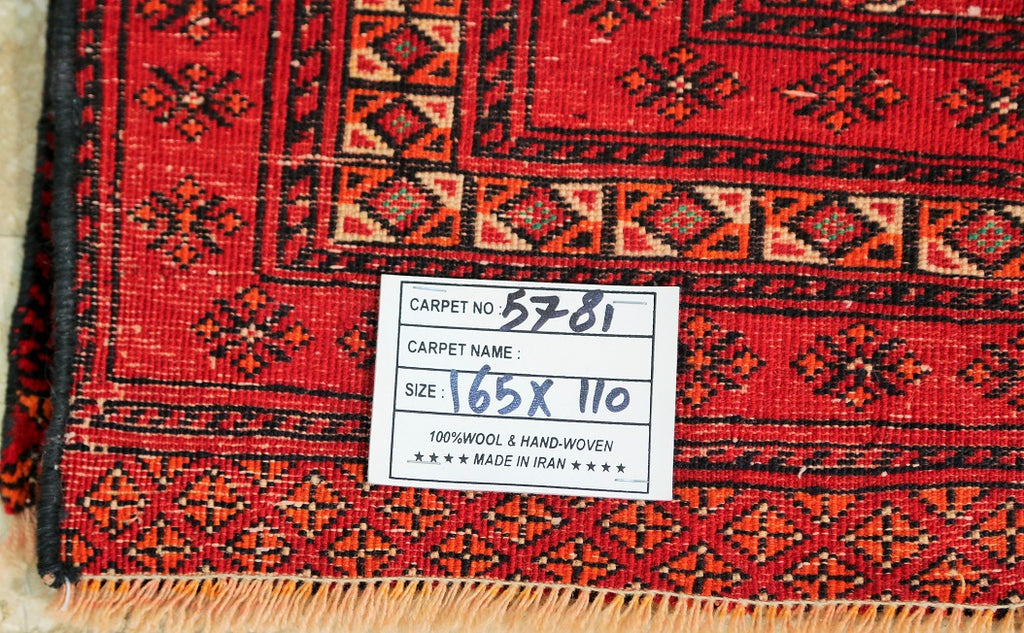 CARPET NO : 5781
CARPET NAME :
SIZE : 165X 110
100%WOOL & HAND-WOVEN
★★★★ MADE IN IRAN ★★★★